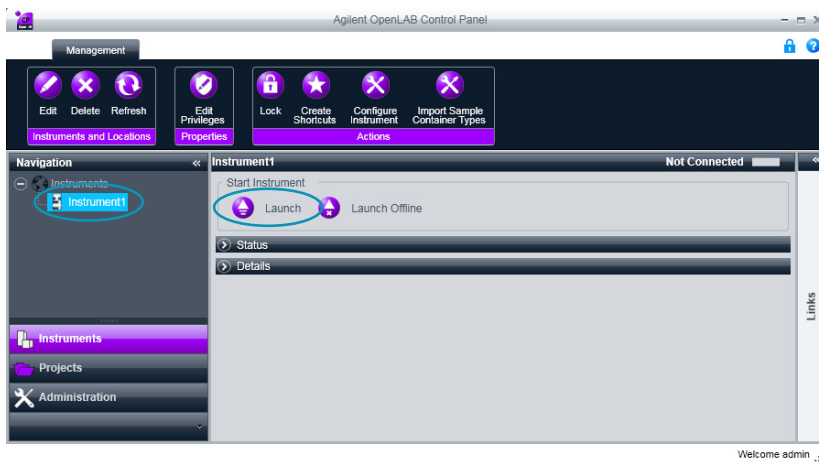 Agilent OpenLAB Control Panel
Management
Edit
Delete
Refresh
Edit
Privileges
Lock
Create
Shortcuts
Configure
Instrument
Import Sample
Container Types
Instruments and Locations
Properties
Actions
Navigation
Instrument1
Not Connected
Instruments
Instrument1
Start Instrument
Launch
Launch Offline
Status
Details
Links
Instruments
Projects
Administration
Welcome admin